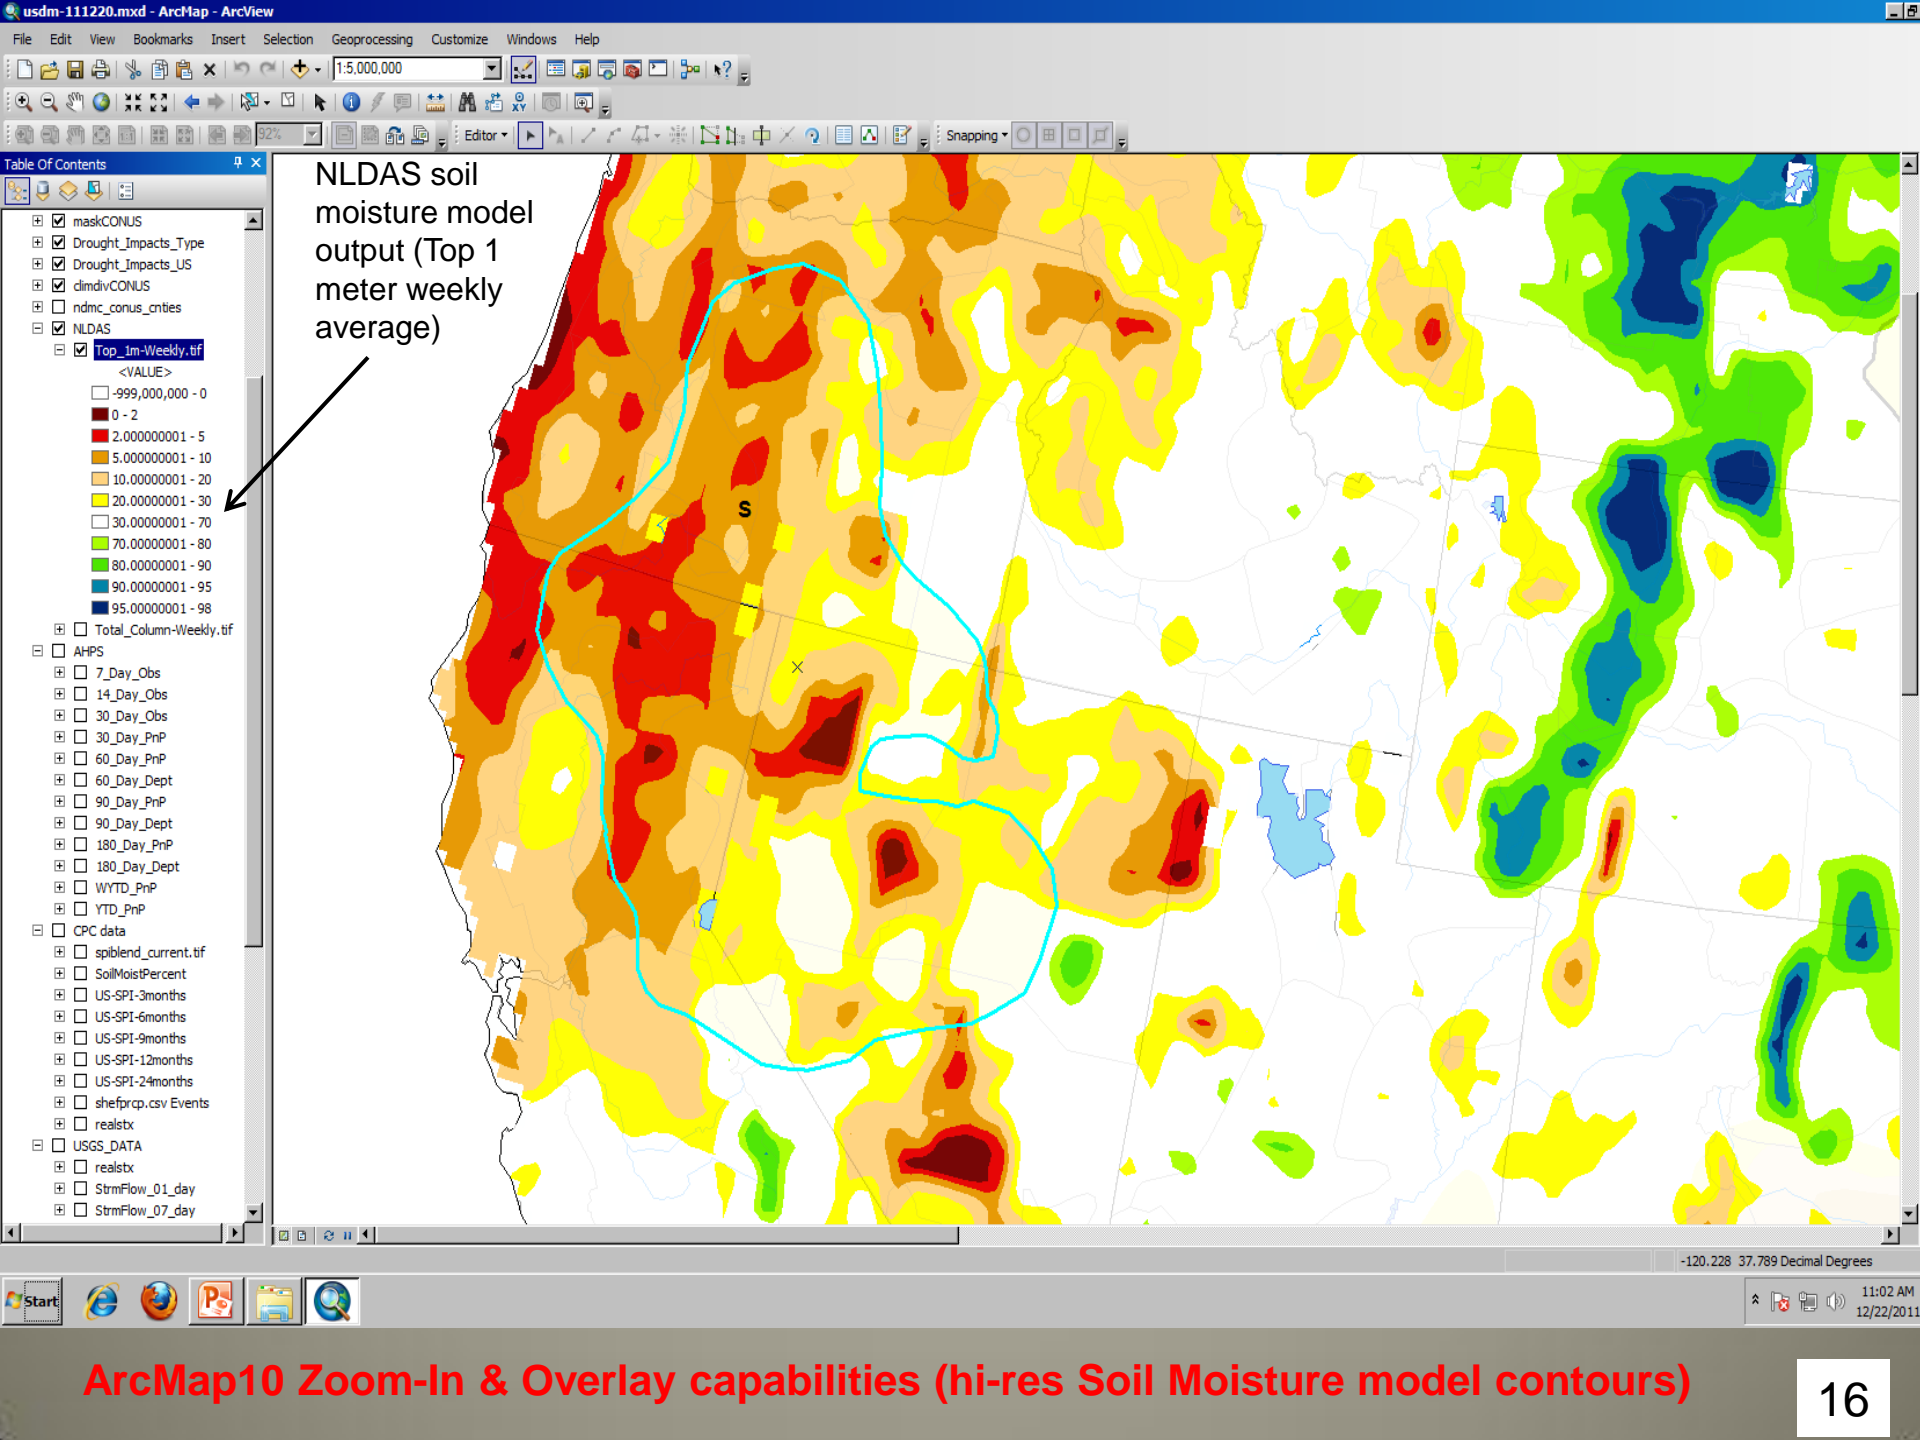 usdm-111220.mxd - ArcMap - ArcView
File Edit View Bookmarks Insert Selection Geoprocessing Customize Windows Help
1:5,000,000
92% Editor Snapping
Table Of Contents
maskCONUS
Drought_Impacts_Type
Drought_Impacts_US
climdivCONUS
ndmc_conus_cnties
NLDAS
Top_1m-Weekly.tif
<VALUE>
-999,000,000 - 0
0 - 2
2.000000001 - 5
5.000000001 - 10
10.00000001 - 20
20.00000001 - 30
30.00000001 - 70
70.00000001 - 80
80.00000001 - 90
90.00000001 - 95
95.00000001 - 98
Total_Column-Weekly.tif
AHPS
7_Day_Obs
14_Day_Obs
30_Day_Obs
30_Day_PnP
60_Day_PnP
60_Day_Dept
90_Day_PnP
90_Day_Dept
180_Day_PnP
180_Day_Dept
WYTD_PnP
YTD_PnP
CPC data
spiblend_current.tif
SoilMoistPercent
US-SPI-3months
US-SPI-6months
US-SPI-9months
US-SPI-12months
US-SPI-24months
shefprcp.csv Events
realstx
USGS_DATA
realstx
StrmFlow_01_day
StrmFlow_07_day
NLDAS soil
moisture model
output (Top 1
meter weekly
average)
S
-120.228 37.789 Decimal Degrees
Start
11:02 AM
12/22/2011
ArcMap10 Zoom-In & Overlay capabilities (hi-res Soil Moisture model contours)
16